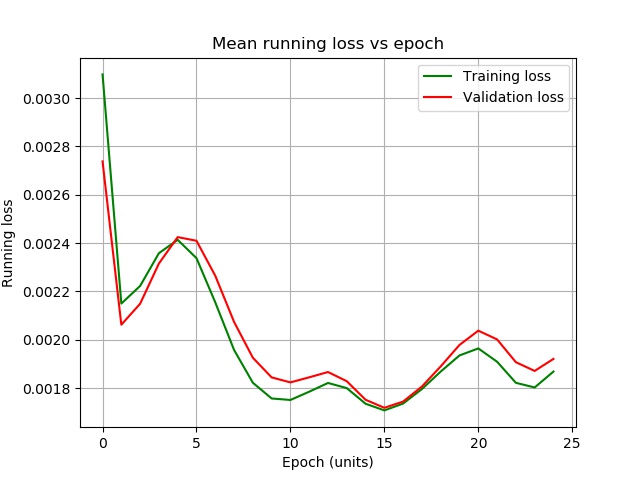 Mean running loss vs epoch
Training loss
Validation loss
0.0030
0.0028
0.0026
0.0024
0.0022
0.0020
0.0018
Running loss
0 5 10 15 20 25
Epoch (units)